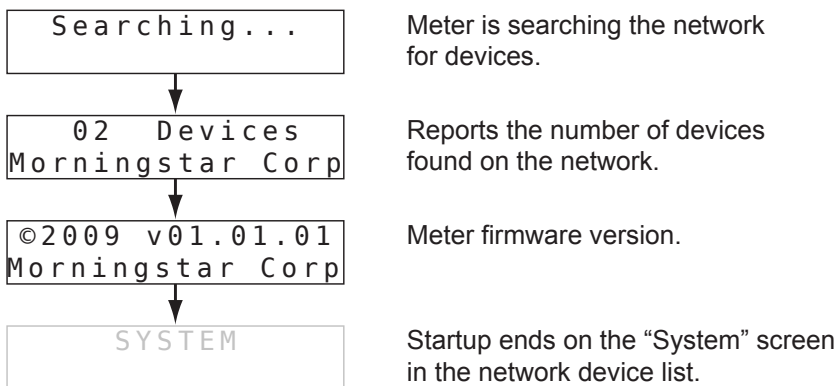 Searching...
Meter is searching the network
for devices.
02 Devices
Morningstar Corp
Reports the number of devices
found on the network.
©2009 v01.01.01
Morningstar Corp
Meter firmware version.
SYSTEM
Startup ends on the “System” screen
in the network device list.